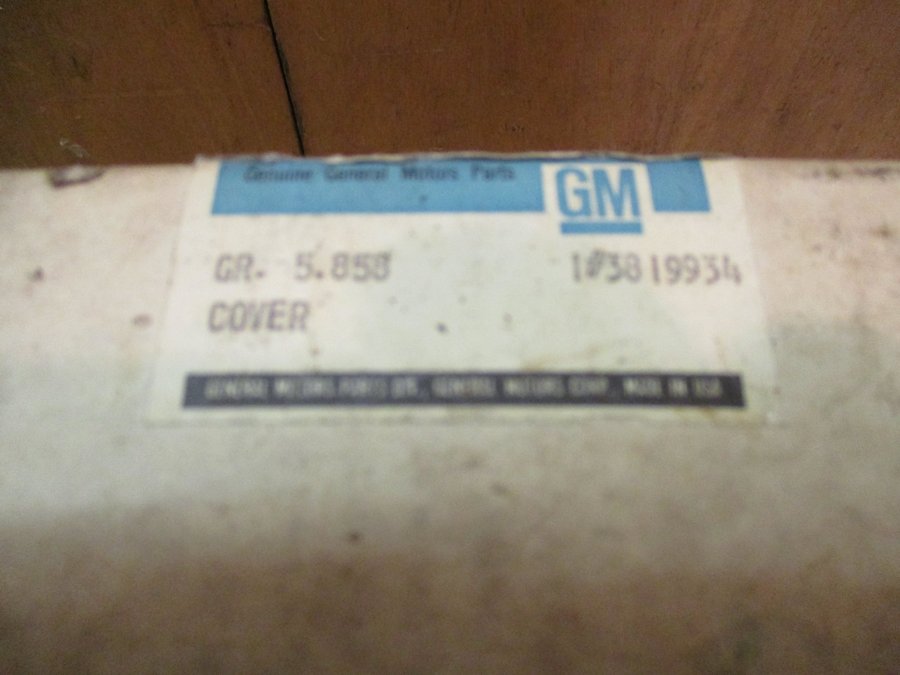 Genuine General Motors Parts
GM
GR. 5.858 1#3819934
COVER
GENERAL MOTORS PARTS DIV., GENERAL MOTORS CORP., MADE IN USA